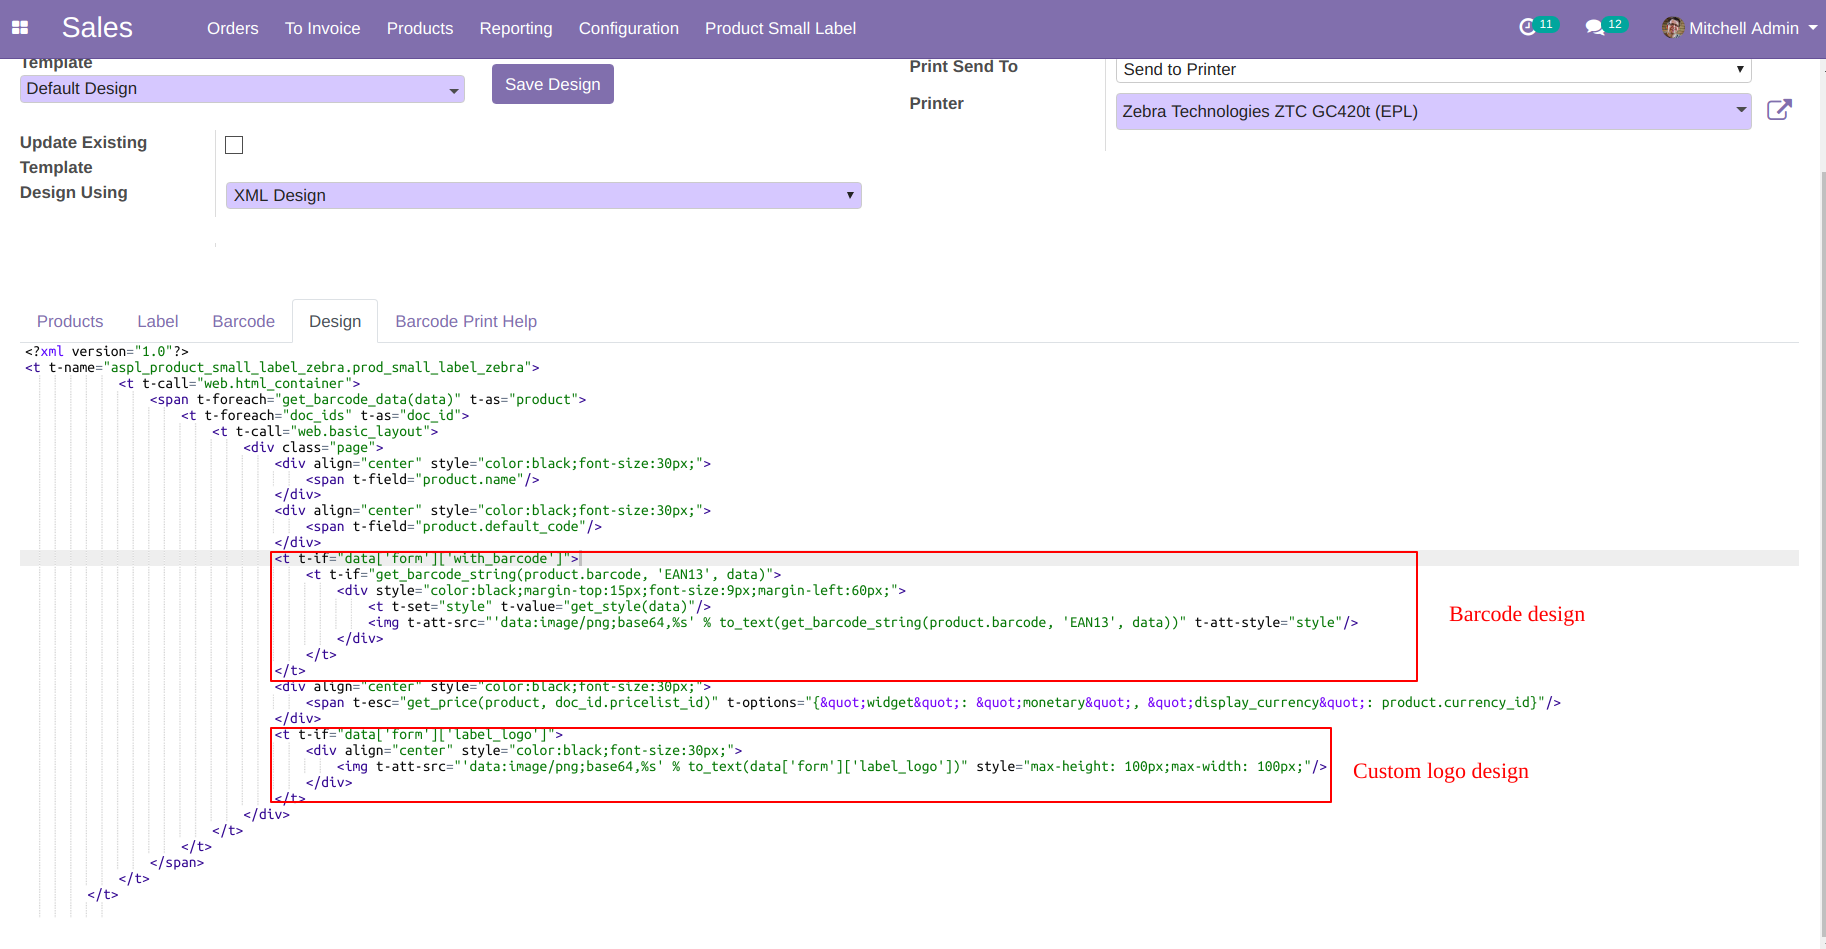 Sales Orders To Invoice Products Reporting Configuration Product Small Label 11 12 Mitchell Admin
Template
Default Design
Save Design
Print Send To
Send to Printer
Printer
Zebra Technologies ZTC GC420t (EPL)
Update Existing
Template
Design Using
XML Design
Products Label Barcode Design Barcode Print Help
<?xml version="1.0"?>
<t t-name="aspl_product_small_label_zebra.prod_small_label_zebra">
<t t-call="web.html_container">
<span t-foreach="get_barcode_data(data)" t-as="product">
<t t-foreach="doc_ids" t-as="doc_id">
<t t-call="web.basic_layout">
<div class="page">
<div align="center" style="color:black;font-size:30px;">
<span t-field="product.name"/>
</div>
<div align="center" style="color:black;font-size:30px;">
<span t-field="product.default_code"/>
</div>
<t t-if="data['form']['with_barcode']">
<t t-if="get_barcode_string(product.barcode, 'EAN13', data)">
<div style="color:black;margin-top:15px;font-size:9px;margin-left:60px;">
<t t-set="style" t-value="get_style(data)"/>
<img t-att-src="'data:image/png;base64,%s' % to_text(get_barcode_string(product.barcode, 'EAN13', data))" t-att-style="style"/>
</div>
</t>
</t>
Barcode design
<div align="center" style="color:black;font-size:30px;">
<span t-esc="get_price(product, doc_id.pricelist_id)" t-options="{&quot;widget&quot;: &quot;monetary&quot;, &quot;display_currency&quot;: product.currency_id}"/>
</div>
<t t-if="data['form']['label_logo']">
<div align="center" style="color:black;font-size:30px;">
<img t-att-src="'data:image/png;base64,%s' % to_text(data['form']['label_logo'])" style="max-height: 100px;max-width: 100px;"/>
</div>
</t>
Custom logo design
</div>
</t>
</t>
</span>
</t>
</t>